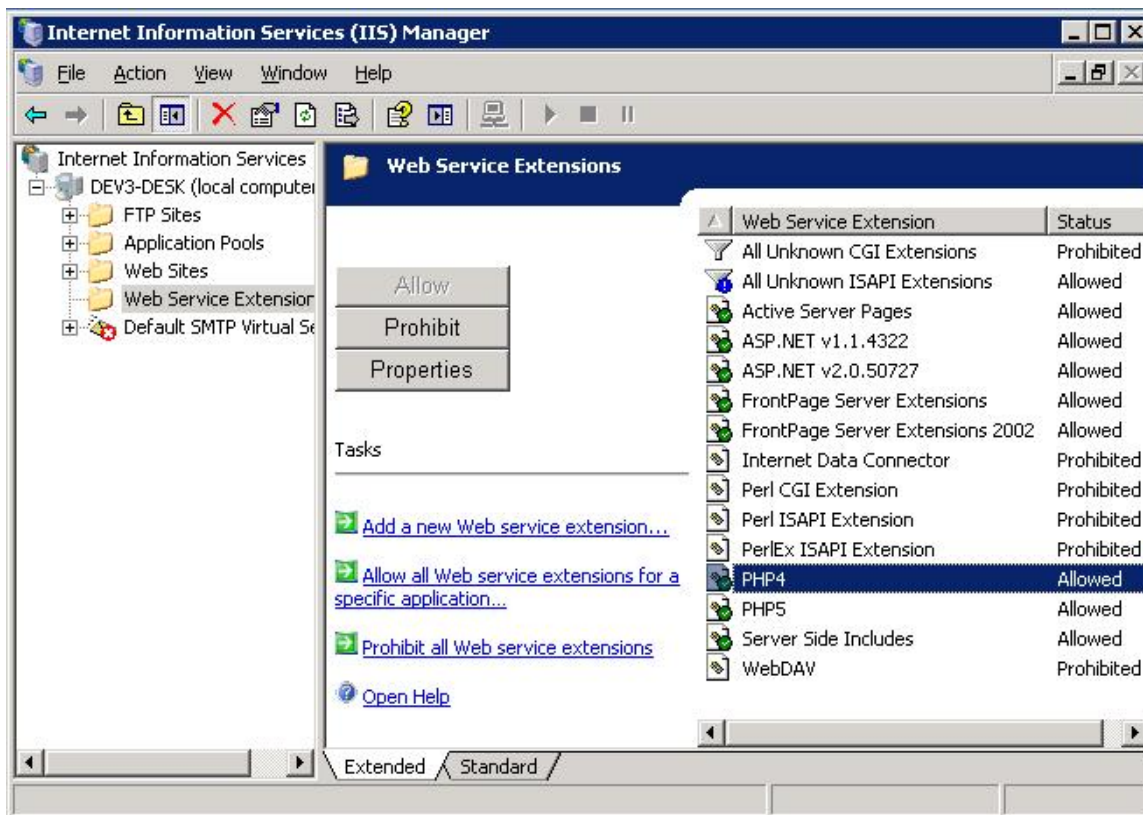 Internet Information Services (IIS) Manager
File Action View Window Help
Internet Information Services
DEV3-DESK (local computer
FTP Sites
Application Pools
Web Sites
Web Service Extension
Default SMTP Virtual Se
Web Service Extensions
Allow
Prohibit
Properties
Tasks
Add a new Web service extension...
Allow all Web service extensions for a
specific application...
Prohibit all Web service extensions
Open Help
Web Service Extension Status
All Unknown CGI Extensions Prohibited
All Unknown ISAPI Extensions Allowed
Active Server Pages Allowed
ASP.NET v1.1.4322 Allowed
ASP.NET v2.0.50727 Allowed
FrontPage Server Extensions Allowed
FrontPage Server Extensions 2002 Allowed
Internet Data Connector Prohibited
Perl CGI Extension Prohibited
Perl ISAPI Extension Prohibited
PerlEx ISAPI Extension Prohibited
PHP4 Allowed
PHP5 Allowed
Server Side Includes Allowed
WebDAV Prohibited
Extended Standard